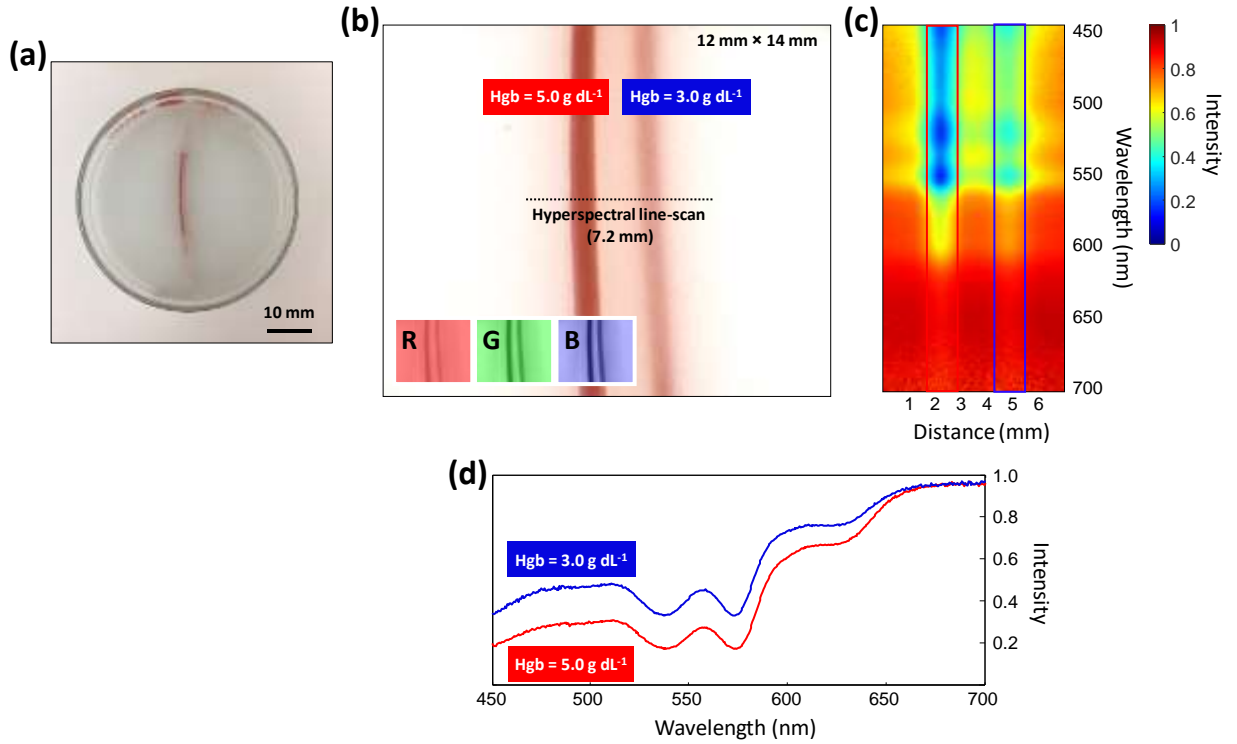 (a)
10 mm
(b)
12 mm × 14 mm
Hgb = 5.0 g dL-1
Hgb = 3.0 g dL-1
Hyperspectral line-scan
(7.2 mm)
R
G
B
(c)
450
500
550
600
650
700
Wavelength (nm)
1 2 3 4 5 6
Distance (mm)
1
0.8
0.6
0.4
0.2
0
Intensity
(d)
Hgb = 3.0 g dL-1
Hgb = 5.0 g dL-1
1.0
0.8
0.6
0.4
0.2
Intensity
450 500 550 600 650 700
Wavelength (nm)